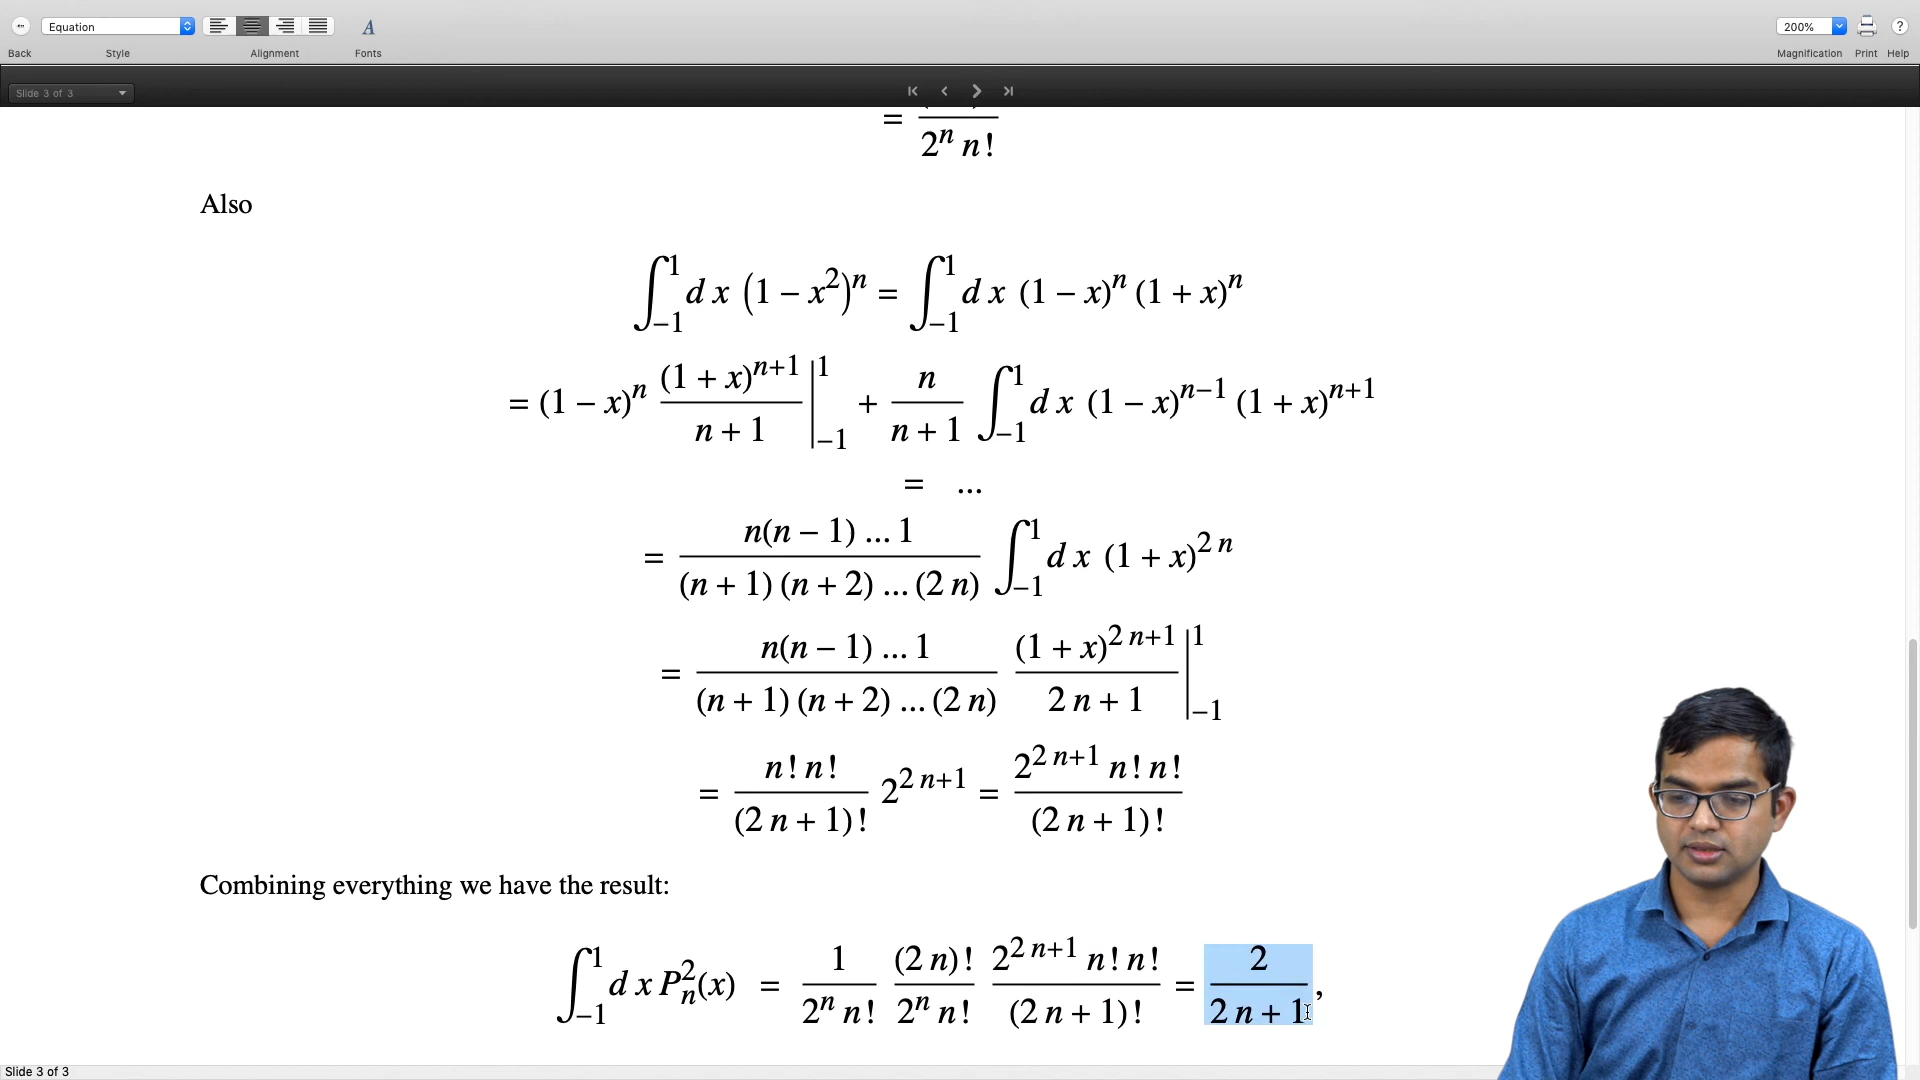 Equation
200%
Back Style Alignment Fonts Magnification Print Help
Slide 3 of 3
= / 2^n n!
Also
∫_{−1}^{1} d x (1 − x^2)^n = ∫_{−1}^{1} d x (1 − x)^n (1 + x)^n
= (1 − x)^n (1 + x)^{n+1} / (n + 1) |_{−1}^{1} + n / (n + 1) ∫_{−1}^{1} d x (1 − x)^{n−1} (1 + x)^{n+1}
= ...
= n(n − 1) ... 1 / (n + 1) (n + 2) ... (2 n) ∫_{−1}^{1} d x (1 + x)^{2 n}
= n(n − 1) ... 1 / (n + 1) (n + 2) ... (2 n) (1 + x)^{2 n+1} / (2 n + 1) |_{−1}^{1}
= n! n! / (2 n + 1)! 2^{2 n+1} = 2^{2 n+1} n! n! / (2 n + 1)!
Combining everything we have the result:
∫_{−1}^{1} d x P_n^2(x) = 1 / 2^n n! (2 n)! / 2^n n! 2^{2 n+1} n! n! / (2 n + 1)! = 2 / (2 n + 1),
Slide 3 of 3